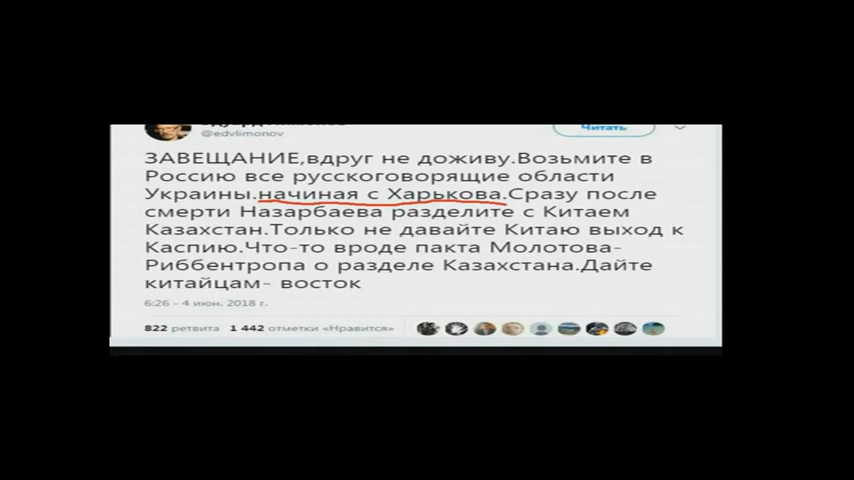 @edvlimonov
Читать
ЗАВЕЩАНИЕ,вдруг не доживу.Возьмите в
Россию все русскоговорящие области
Украины.начиная с Харькова.Сразу после
смерти Назарбаева разделите с Китаем
Казахстан.Только не давайте Китаю выход к
Каспию.Что-то вроде пакта Молотова-
Риббентропа о разделе Казахстана.Дайте
китайцам- восток
6:26 - 4 июн. 2018 г.
822 ретвита 1 442 отметки «Нравится»